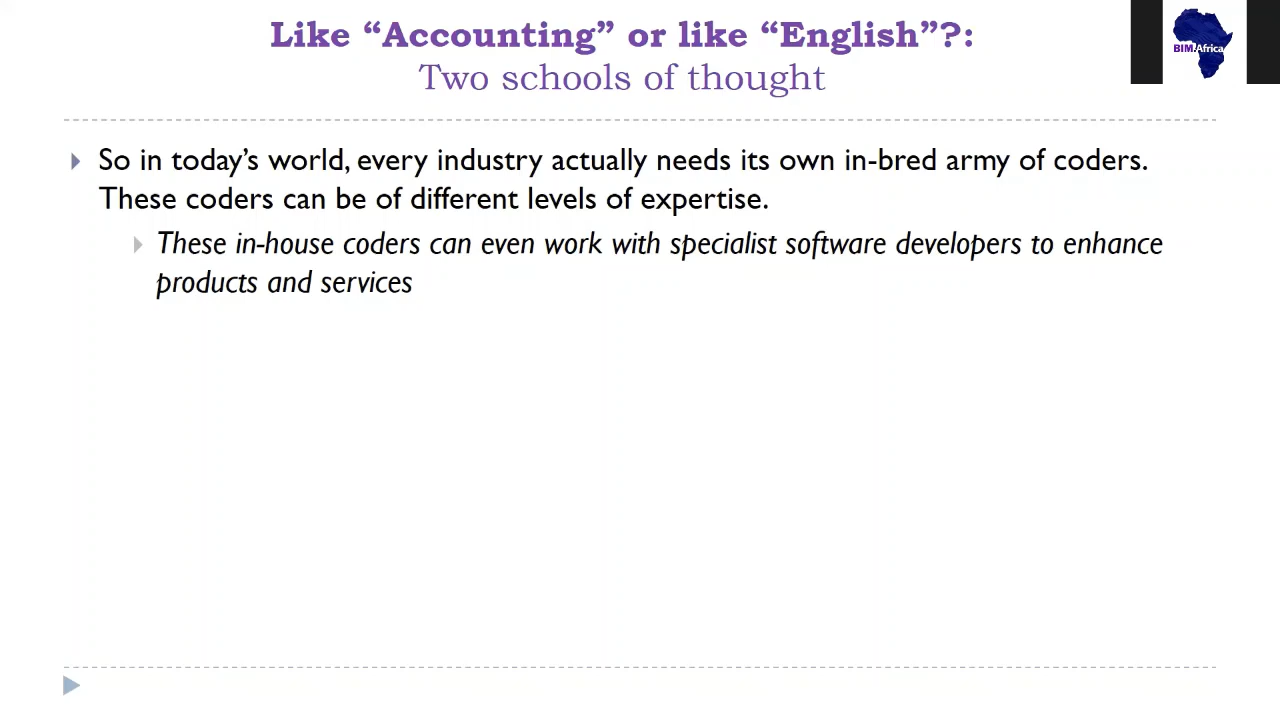 Like “Accounting” or like “English”?:
Two schools of thought
BIM Africa
So in today’s world, every industry actually needs its own in-bred army of coders.
These coders can be of different levels of expertise.
These in-house coders can even work with specialist software developers to enhance
products and services